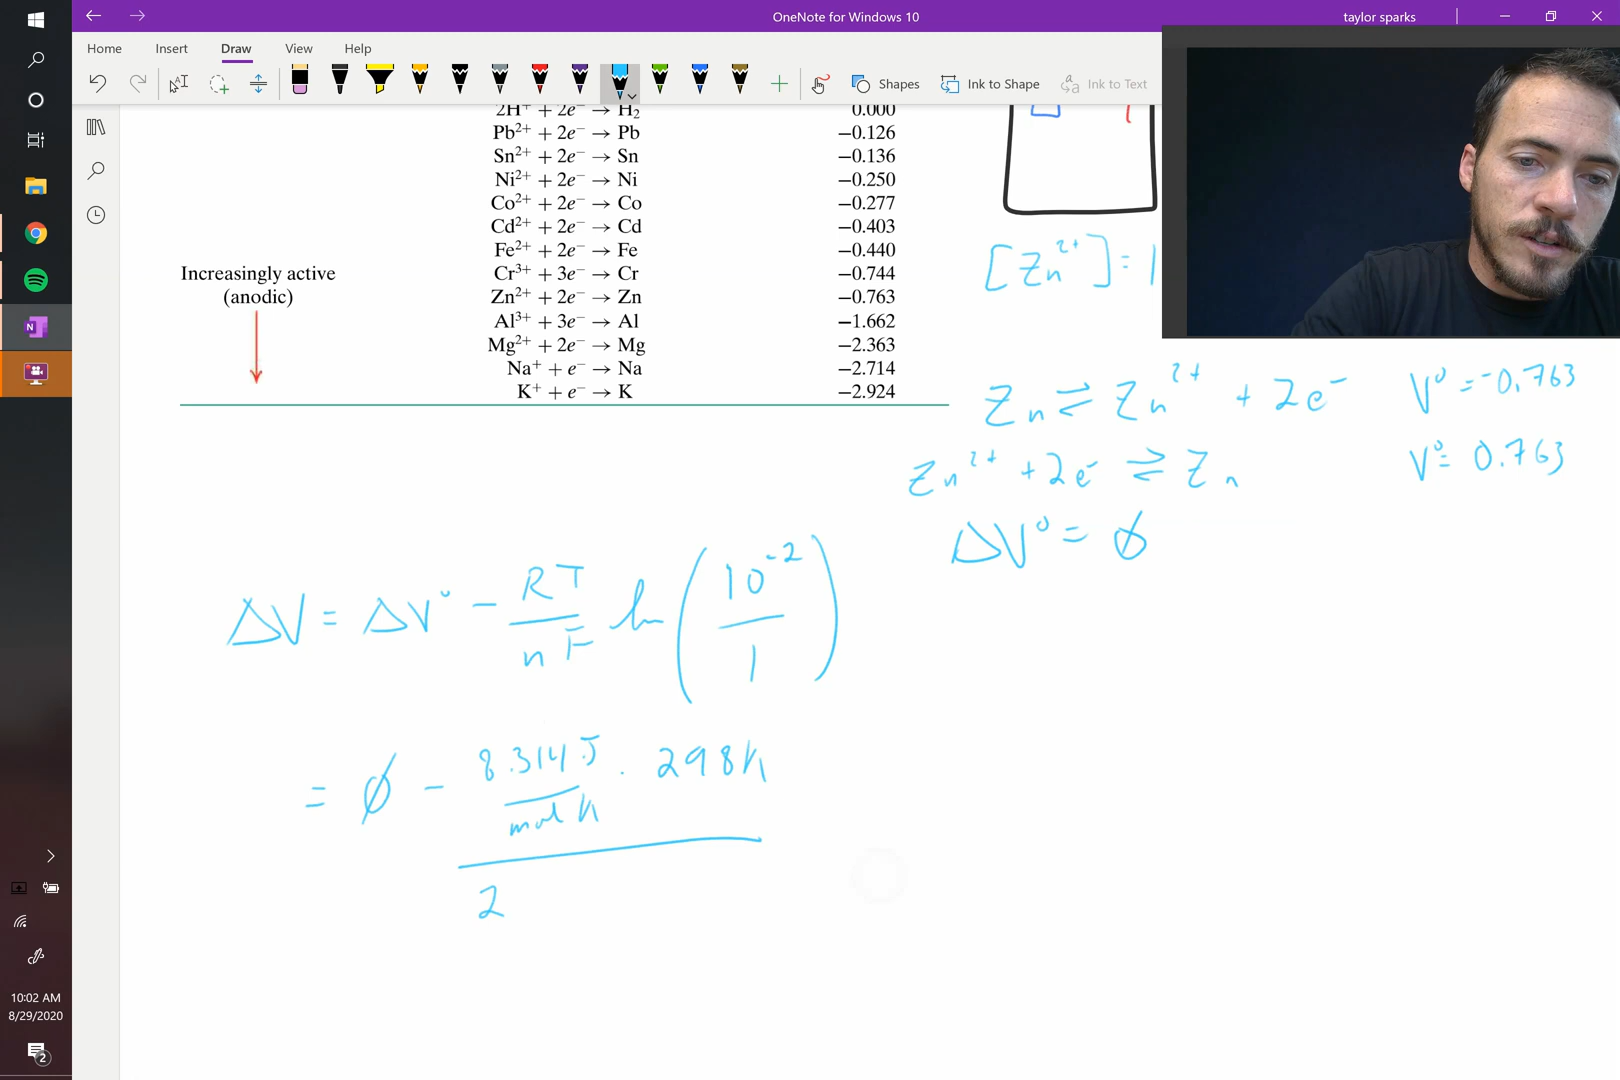 OneNote for Windows 10
taylor sparks
Home Insert Draw View Help
Shapes Ink to Shape Ink to Text
2H⁺ + 2e⁻ → H₂ 0.000
Pb²⁺ + 2e⁻ → Pb −0.126
Sn²⁺ + 2e⁻ → Sn −0.136
Ni²⁺ + 2e⁻ → Ni −0.250
Co²⁺ + 2e⁻ → Co −0.277
Cd²⁺ + 2e⁻ → Cd −0.403
Fe²⁺ + 2e⁻ → Fe −0.440
Increasingly active
(anodic)
Cr³⁺ + 3e⁻ → Cr −0.744
Zn²⁺ + 2e⁻ → Zn −0.763
Al³⁺ + 3e⁻ → Al −1.662
Mg²⁺ + 2e⁻ → Mg −2.363
Na⁺ + e⁻ → Na −2.714
K⁺ + e⁻ → K −2.924
[Zn²⁺] = 1
Zn ⇌ Zn²⁺ + 2e⁻ V⁰ = -0.763
Zn²⁺ + 2e⁻ ⇌ Zn V⁰ = 0.763
ΔV⁰ = ∅
ΔV = ΔV° − RT/nF ln(10⁻²/1)
= ∅ − 8.314 J/mol K · 298 K
2
10:02 AM
8/29/2020
2